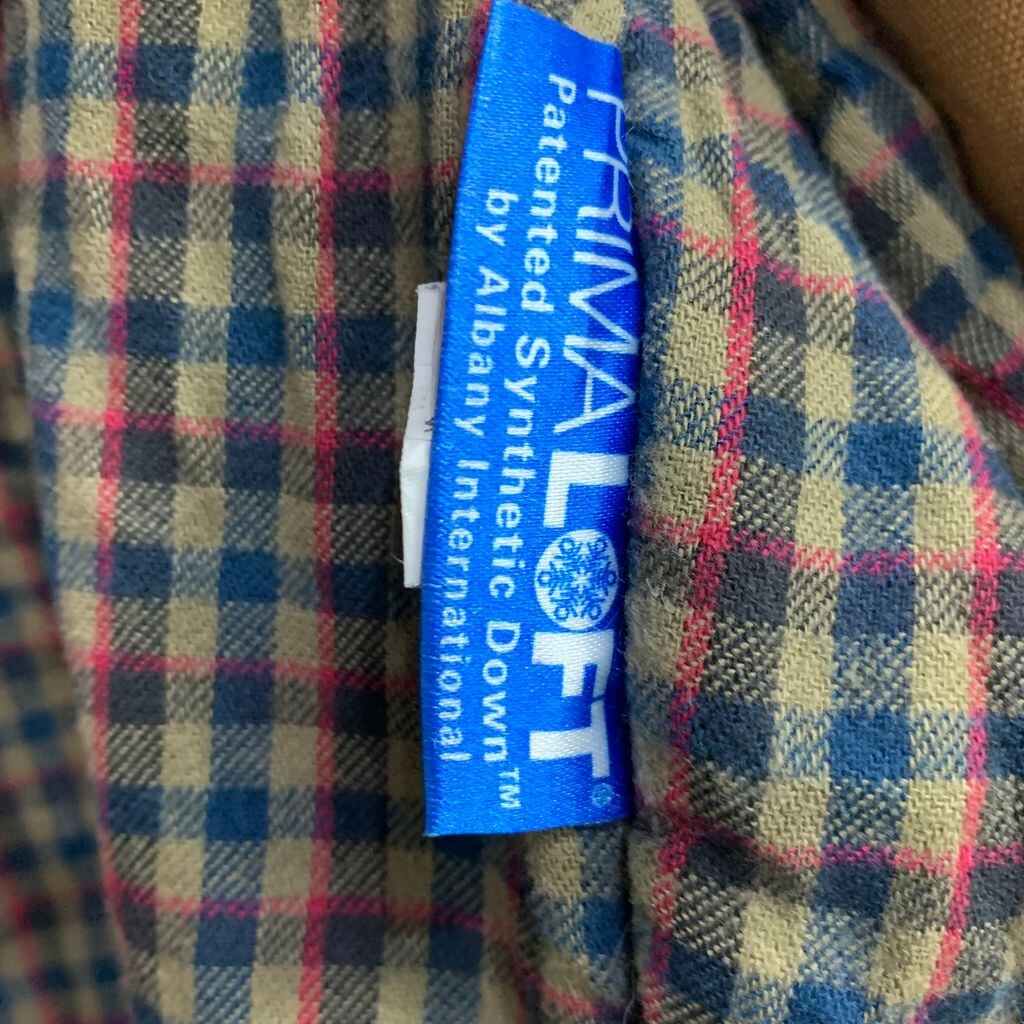 PRIMALOFT®
Patented Synthetic Down™
by Albany International